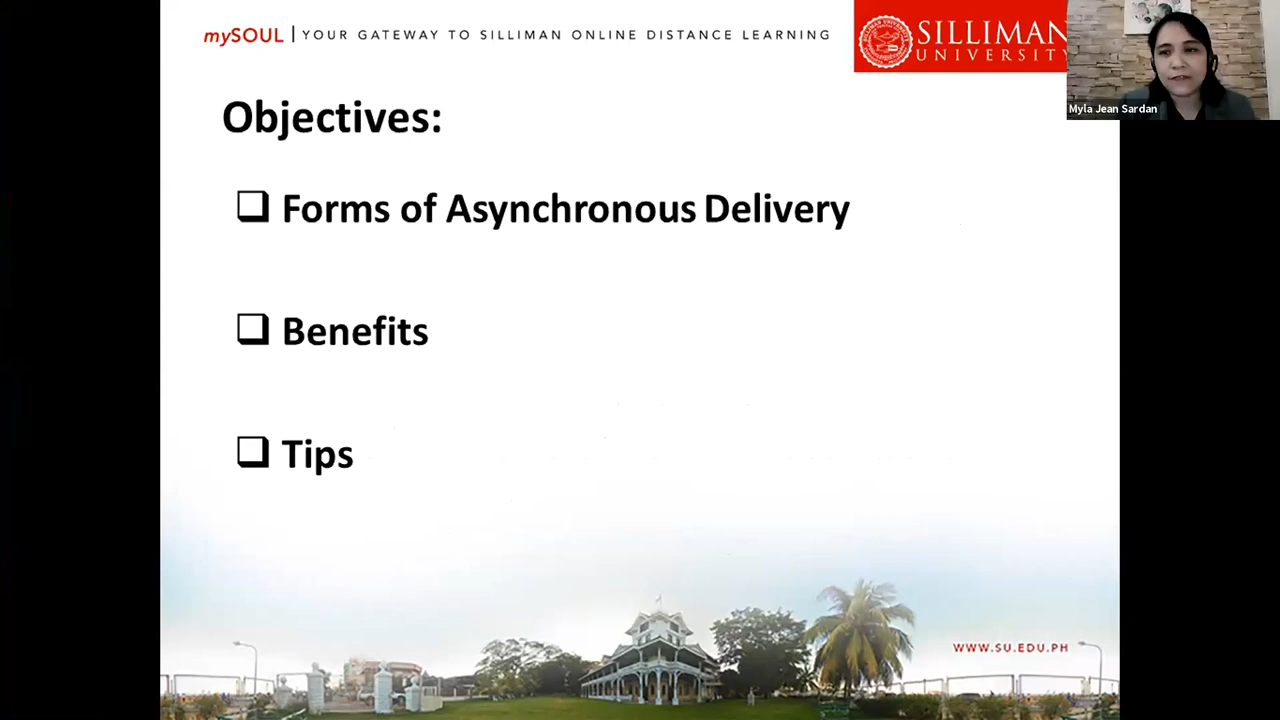 mySOUL | YOUR GATEWAY TO SILLIMAN ONLINE DISTANCE LEARNING
SILLIMAN
UNIVERSITY
Myla Jean Sardan
Objectives:
Forms of Asynchronous Delivery
Benefits
Tips
WWW.SU.EDU.PH